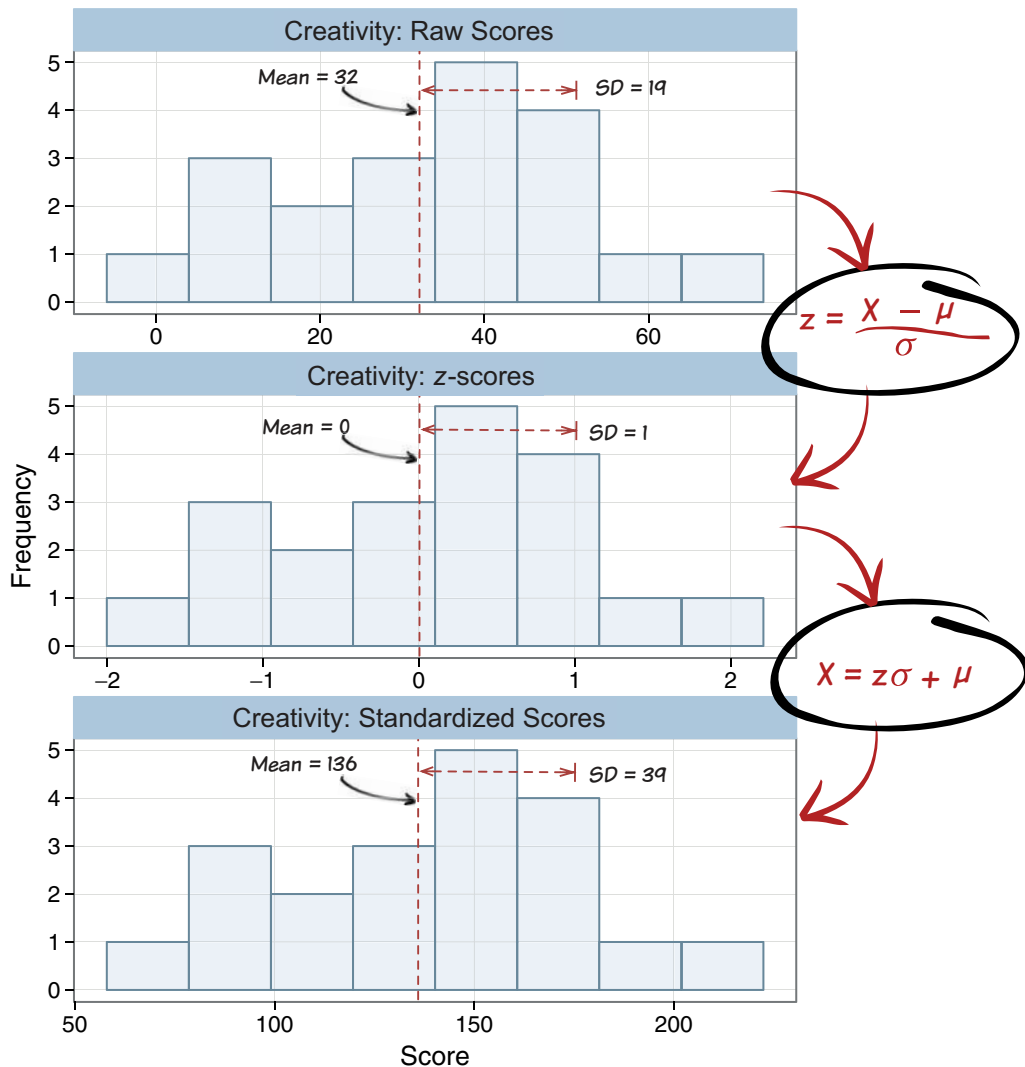 Creativity: Raw Scores
5
4
3
2
1
0
Mean = 32
SD = 19
0 20 40 60
z = X − μ
σ
Creativity: z-scores
5
4
3
2
1
0
Mean = 0
SD = 1
−2 −1 0 1 2
Frequency
X = zσ + μ
Creativity: Standardized Scores
5
4
3
2
1
0
Mean = 136
SD = 39
50 100 150 200
Score